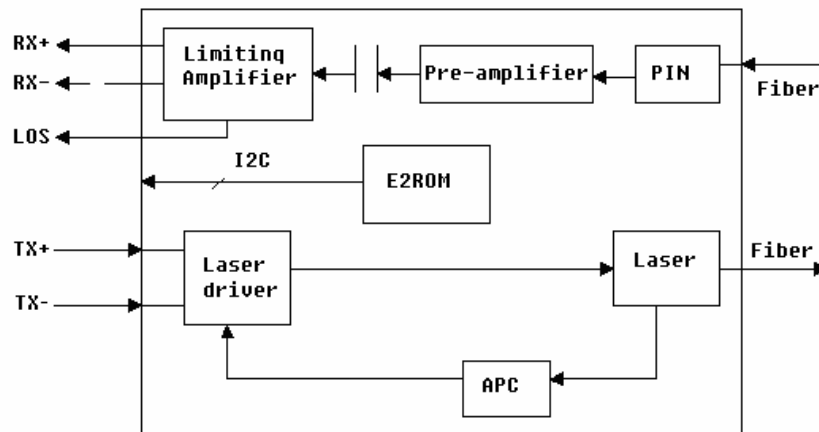 RX+
RX-
LOS
Limitinq
Amplifier
Pre-amplifier
PIN
Fiber
I2C
E2ROM
TX+
TX-
Laser
driver
Laser
Fiber
APC